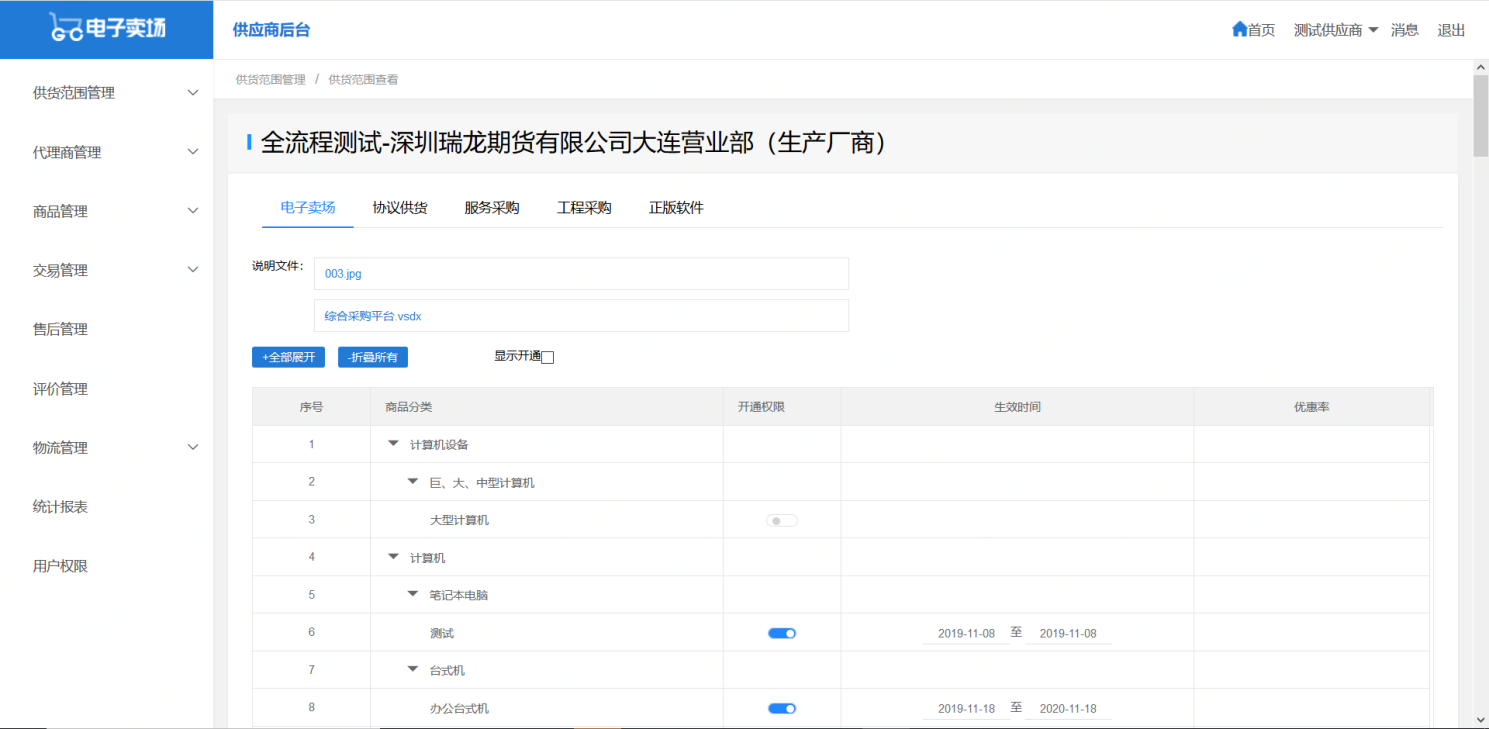 电子卖场
供应商后台
首页 测试供应商 消息 退出
供货范围管理 / 供货范围查看
供货范围管理
代理商管理
商品管理
交易管理
售后管理
评价管理
物流管理
统计报表
用户权限
全流程测试-深圳瑞龙期货有限公司大连营业部（生产厂商）
电子卖场 协议供货 服务采购 工程采购 正版软件
说明文件： 003.jpg
综合采购平台.vsdx
+全部展开 -折叠所有 显示开通
序号 商品分类 开通权限 生效时间 优惠率
1 计算机设备
2 巨、大、中型计算机
3 大型计算机
4 计算机
5 笔记本电脑
6 测试 2019-11-08 至 2019-11-08
7 台式机
8 办公台式机 2019-11-18 至 2020-11-18